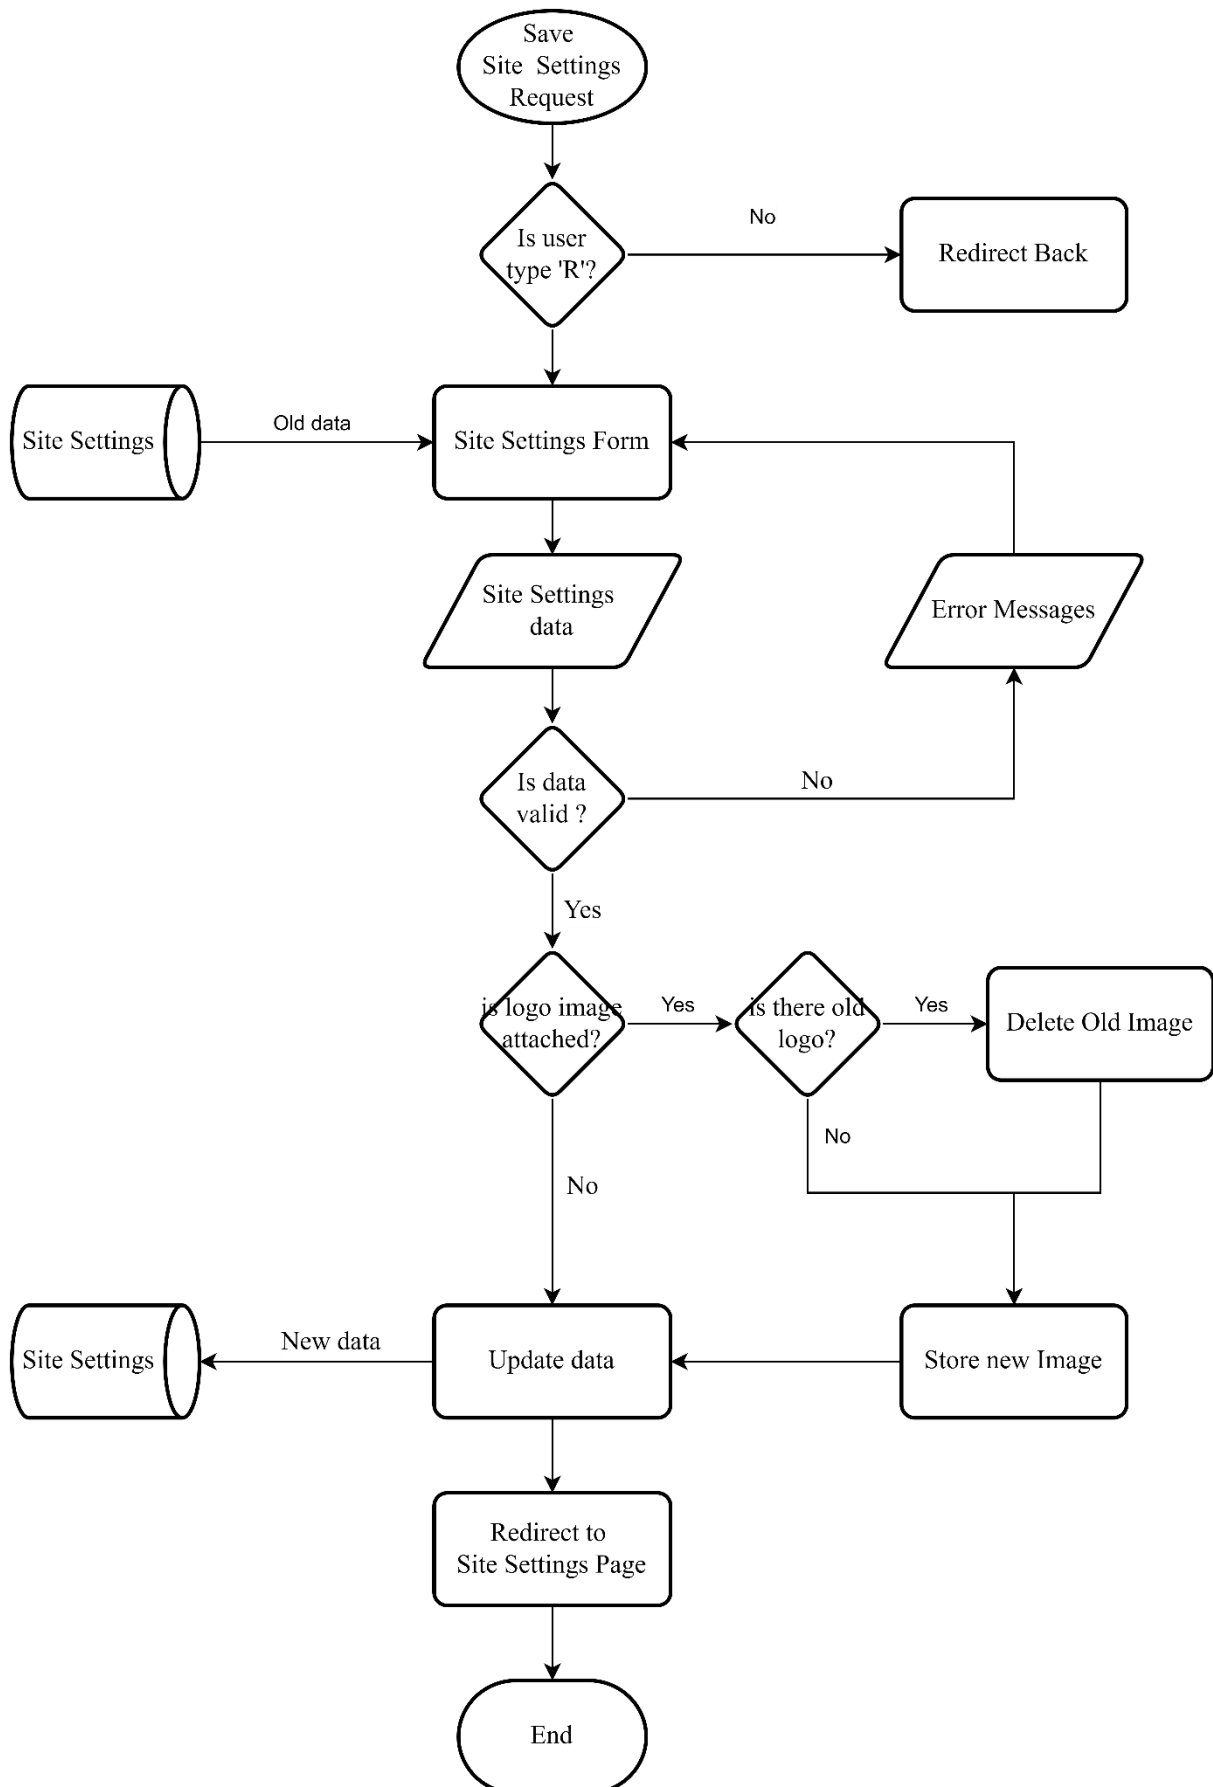 Save
Site Settings
Request
Is user
type 'R'?
No
Redirect Back
Site Settings
Old data
Site Settings Form
Site Settings
data
Error Messages
Is data
valid ?
No
Yes
is logo image
attached?
Yes
is there old
logo?
Yes
Delete Old Image
No
No
Site Settings
New data
Update data
Store new Image
Redirect to
Site Settings Page
End